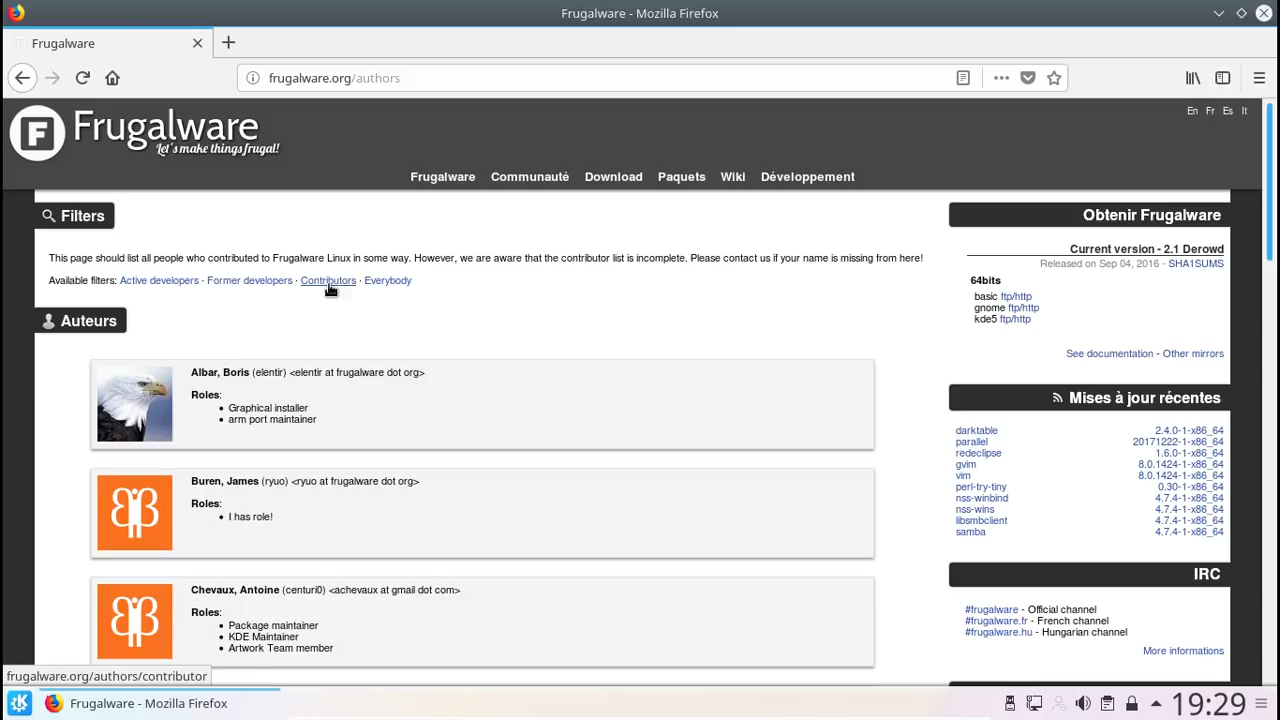 Frugalware - Mozilla Firefox
Frugalware
frugalware.org/authors
En Fr Es It
F Frugalware
Let's make things frugal!
Frugalware Communauté Download Paquets Wiki Développement
Filters
This page should list all people who contributed to Frugalware Linux in some way. However, we are aware that the contributor list is incomplete. Please contact us if your name is missing from here!
Available filters: Active developers · Former developers · Contributors · Everybody
Auteurs
Albar, Boris (elentir) <elentir at frugalware dot org>
Roles:
• Graphical installer
• arm port maintainer
Buren, James (ryuo) <ryuo at frugalware dot org>
Roles:
• I has role!
Chevaux, Antoine (centuri0) <achevaux at gmail dot com>
Roles:
• Package maintainer
• KDE Maintainer
• Artwork Team member
Obtenir Frugalware
Current version - 2.1 Derowd
Released on Sep 04, 2016 - SHA1SUMS
64bits
basic ftp/http
gnome ftp/http
kde5 ftp/http
See documentation - Other mirrors
Mises à jour récentes
darktable 2.4.0-1-x86_64
parallel 20171222-1-x86_64
redeclipse 1.6.0-1-x86_64
gvim 8.0.1424-1-x86_64
vim 8.0.1424-1-x86_64
perl-try-tiny 0.30-1-x86_64
nss-winbind 4.7.4-1-x86_64
nss-wins 4.7.4-1-x86_64
libsmbclient 4.7.4-1-x86_64
samba 4.7.4-1-x86_64
IRC
#frugalware - Official channel
#frugalware.fr - French channel
#frugalware.hu - Hungarian channel
More informations
frugalware.org/authors/contributor
Frugalware - Mozilla Firefox
19:29